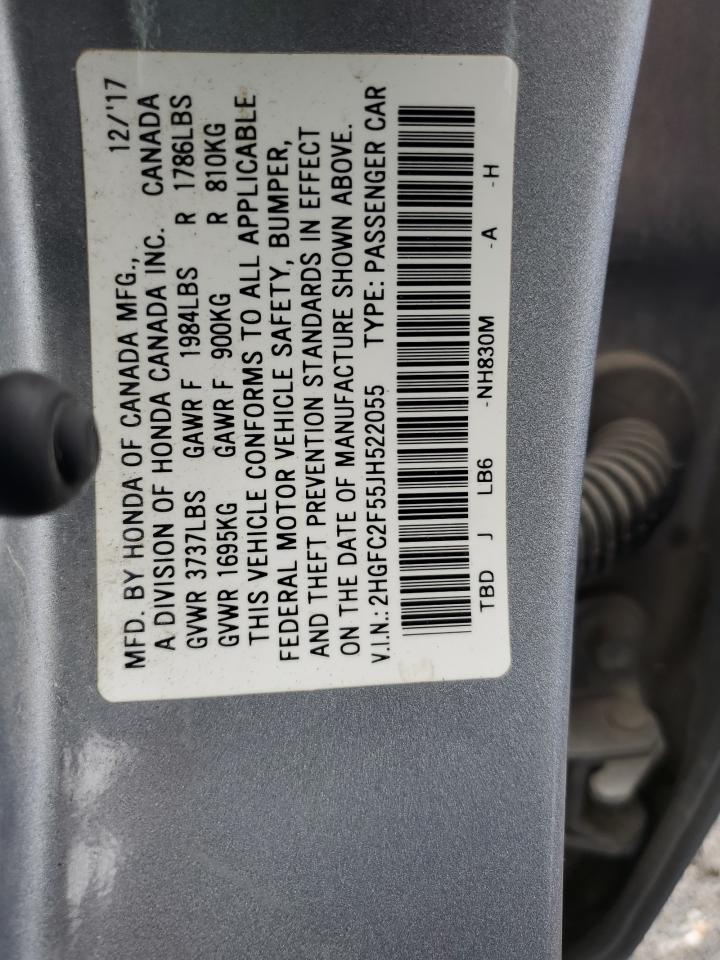 MFD. BY HONDA OF CANADA MFG., 12/'17
A DIVISION OF HONDA CANADA INC. CANADA
GVWR 3737LBS GAWR F 1984LBS R 1786LBS
GVWR 1695KG GAWR F 900KG R 810KG
THIS VEHICLE CONFORMS TO ALL APPLICABLE
FEDERAL MOTOR VEHICLE SAFETY, BUMPER,
AND THEFT PREVENTION STANDARDS IN EFFECT
ON THE DATE OF MANUFACTURE SHOWN ABOVE.
V.I.N.: 2HGFC2F55JH522055 TYPE: PASSENGER CAR
TBD J LB6 -NH830M -A -H